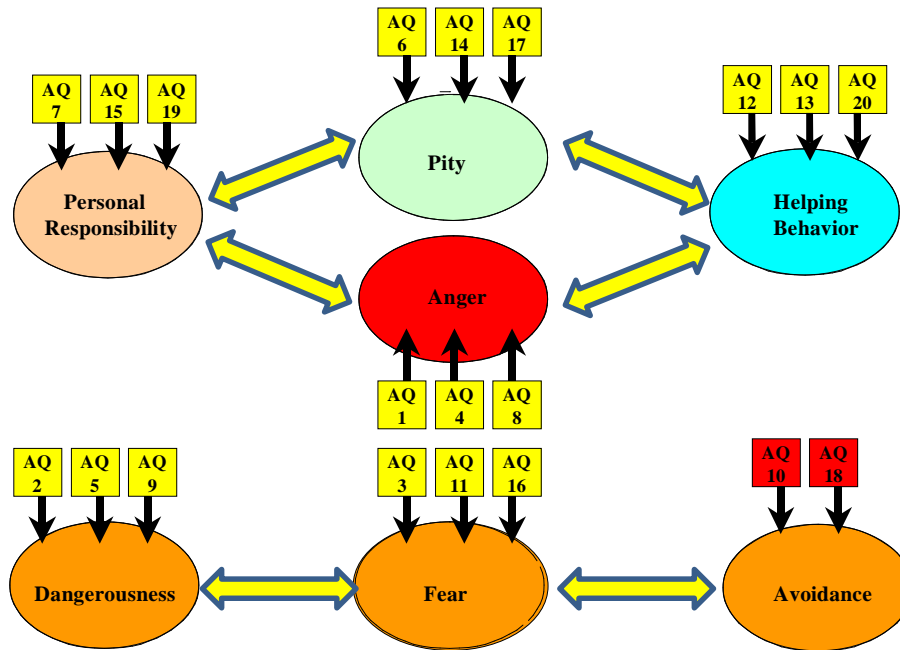 AQ
6
AQ
14
AQ
17
AQ
7
AQ
15
AQ
19
AQ
12
AQ
13
AQ
20
Pity
Personal
Responsibility
Helping
Behavior
Anger
AQ
1
AQ
4
AQ
8
AQ
2
AQ
5
AQ
9
AQ
3
AQ
11
AQ
16
AQ
10
AQ
18
Dangerousness
Fear
Avoidance